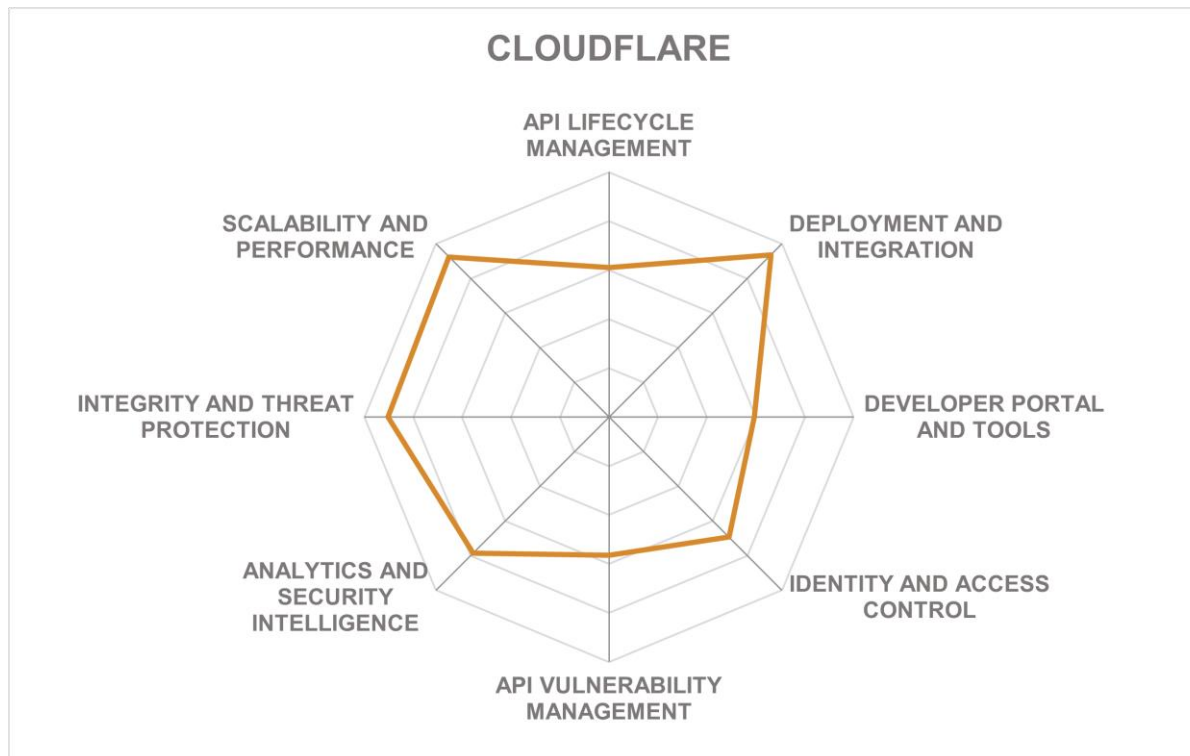 CLOUDFLARE
API LIFECYCLE
MANAGEMENT
SCALABILITY AND
PERFORMANCE
DEPLOYMENT AND
INTEGRATION
INTEGRITY AND THREAT
PROTECTION
DEVELOPER PORTAL
AND TOOLS
ANALYTICS AND
SECURITY
INTELLIGENCE
IDENTITY AND ACCESS
CONTROL
API VULNERABILITY
MANAGEMENT